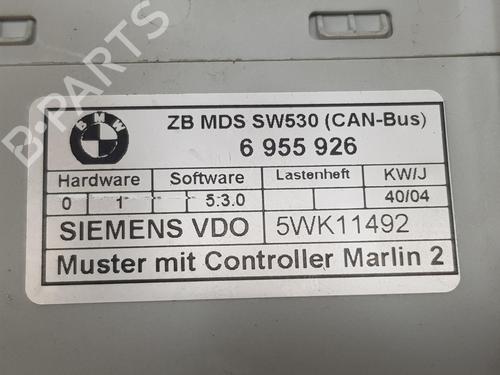 BMW
ZB MDS SW530 (CAN-Bus)
6 955 926
Hardware Software Lastenheft KW/J
0 1 5.3.0 40/04
SIEMENS VDO 5WK11492
Muster mit Controller Marlin 2
B-PARTS